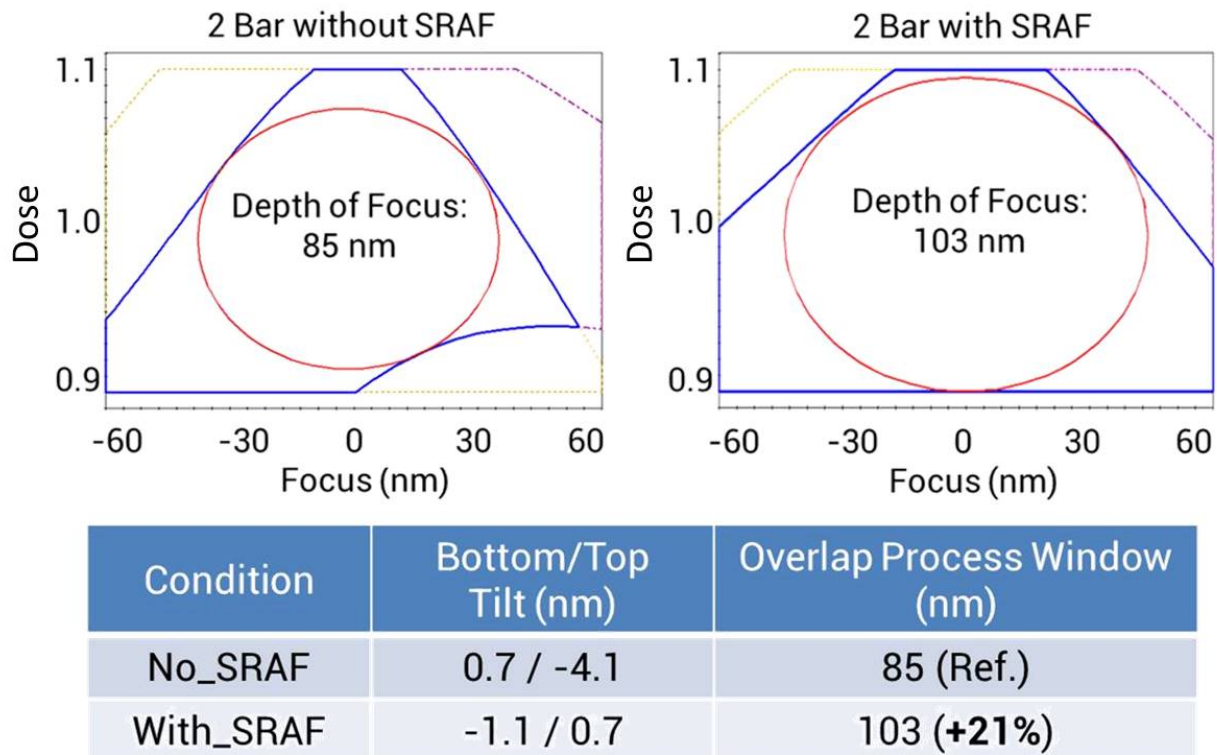 2 Bar without SRAF
1.1
1.0
0.9
Dose
Depth of Focus:
85 nm
-60 -30 0 30 60
Focus (nm)
2 Bar with SRAF
1.1
1.0
0.9
Dose
Depth of Focus:
103 nm
-60 -30 0 30 60
Focus (nm)
Condition
Bottom/Top
Tilt (nm)
Overlap Process Window
(nm)
No_SRAF 0.7 / -4.1 85 (Ref.)
With_SRAF -1.1 / 0.7 103 (+21%)